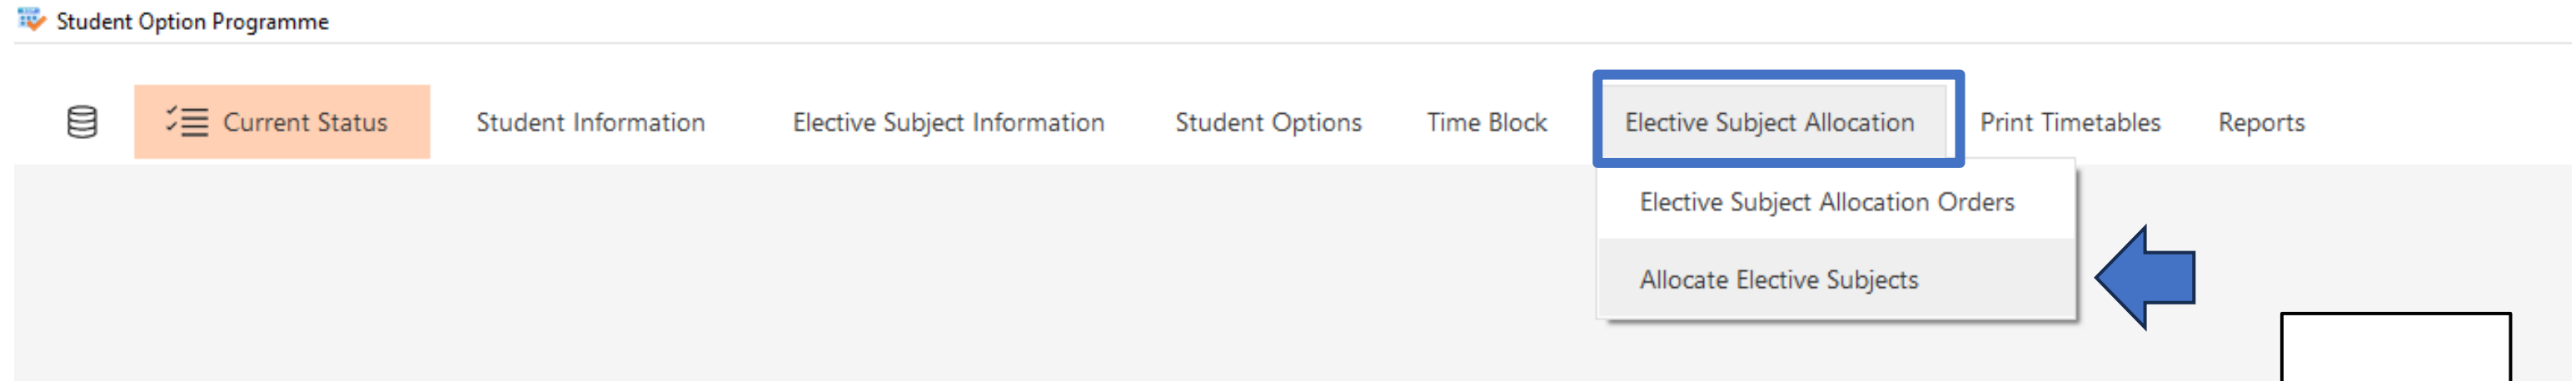 Student Option Programme
Current Status Student Information Elective Subject Information Student Options Time Block Elective Subject Allocation Print Timetables Reports
Elective Subject Allocation Orders
Allocate Elective Subjects